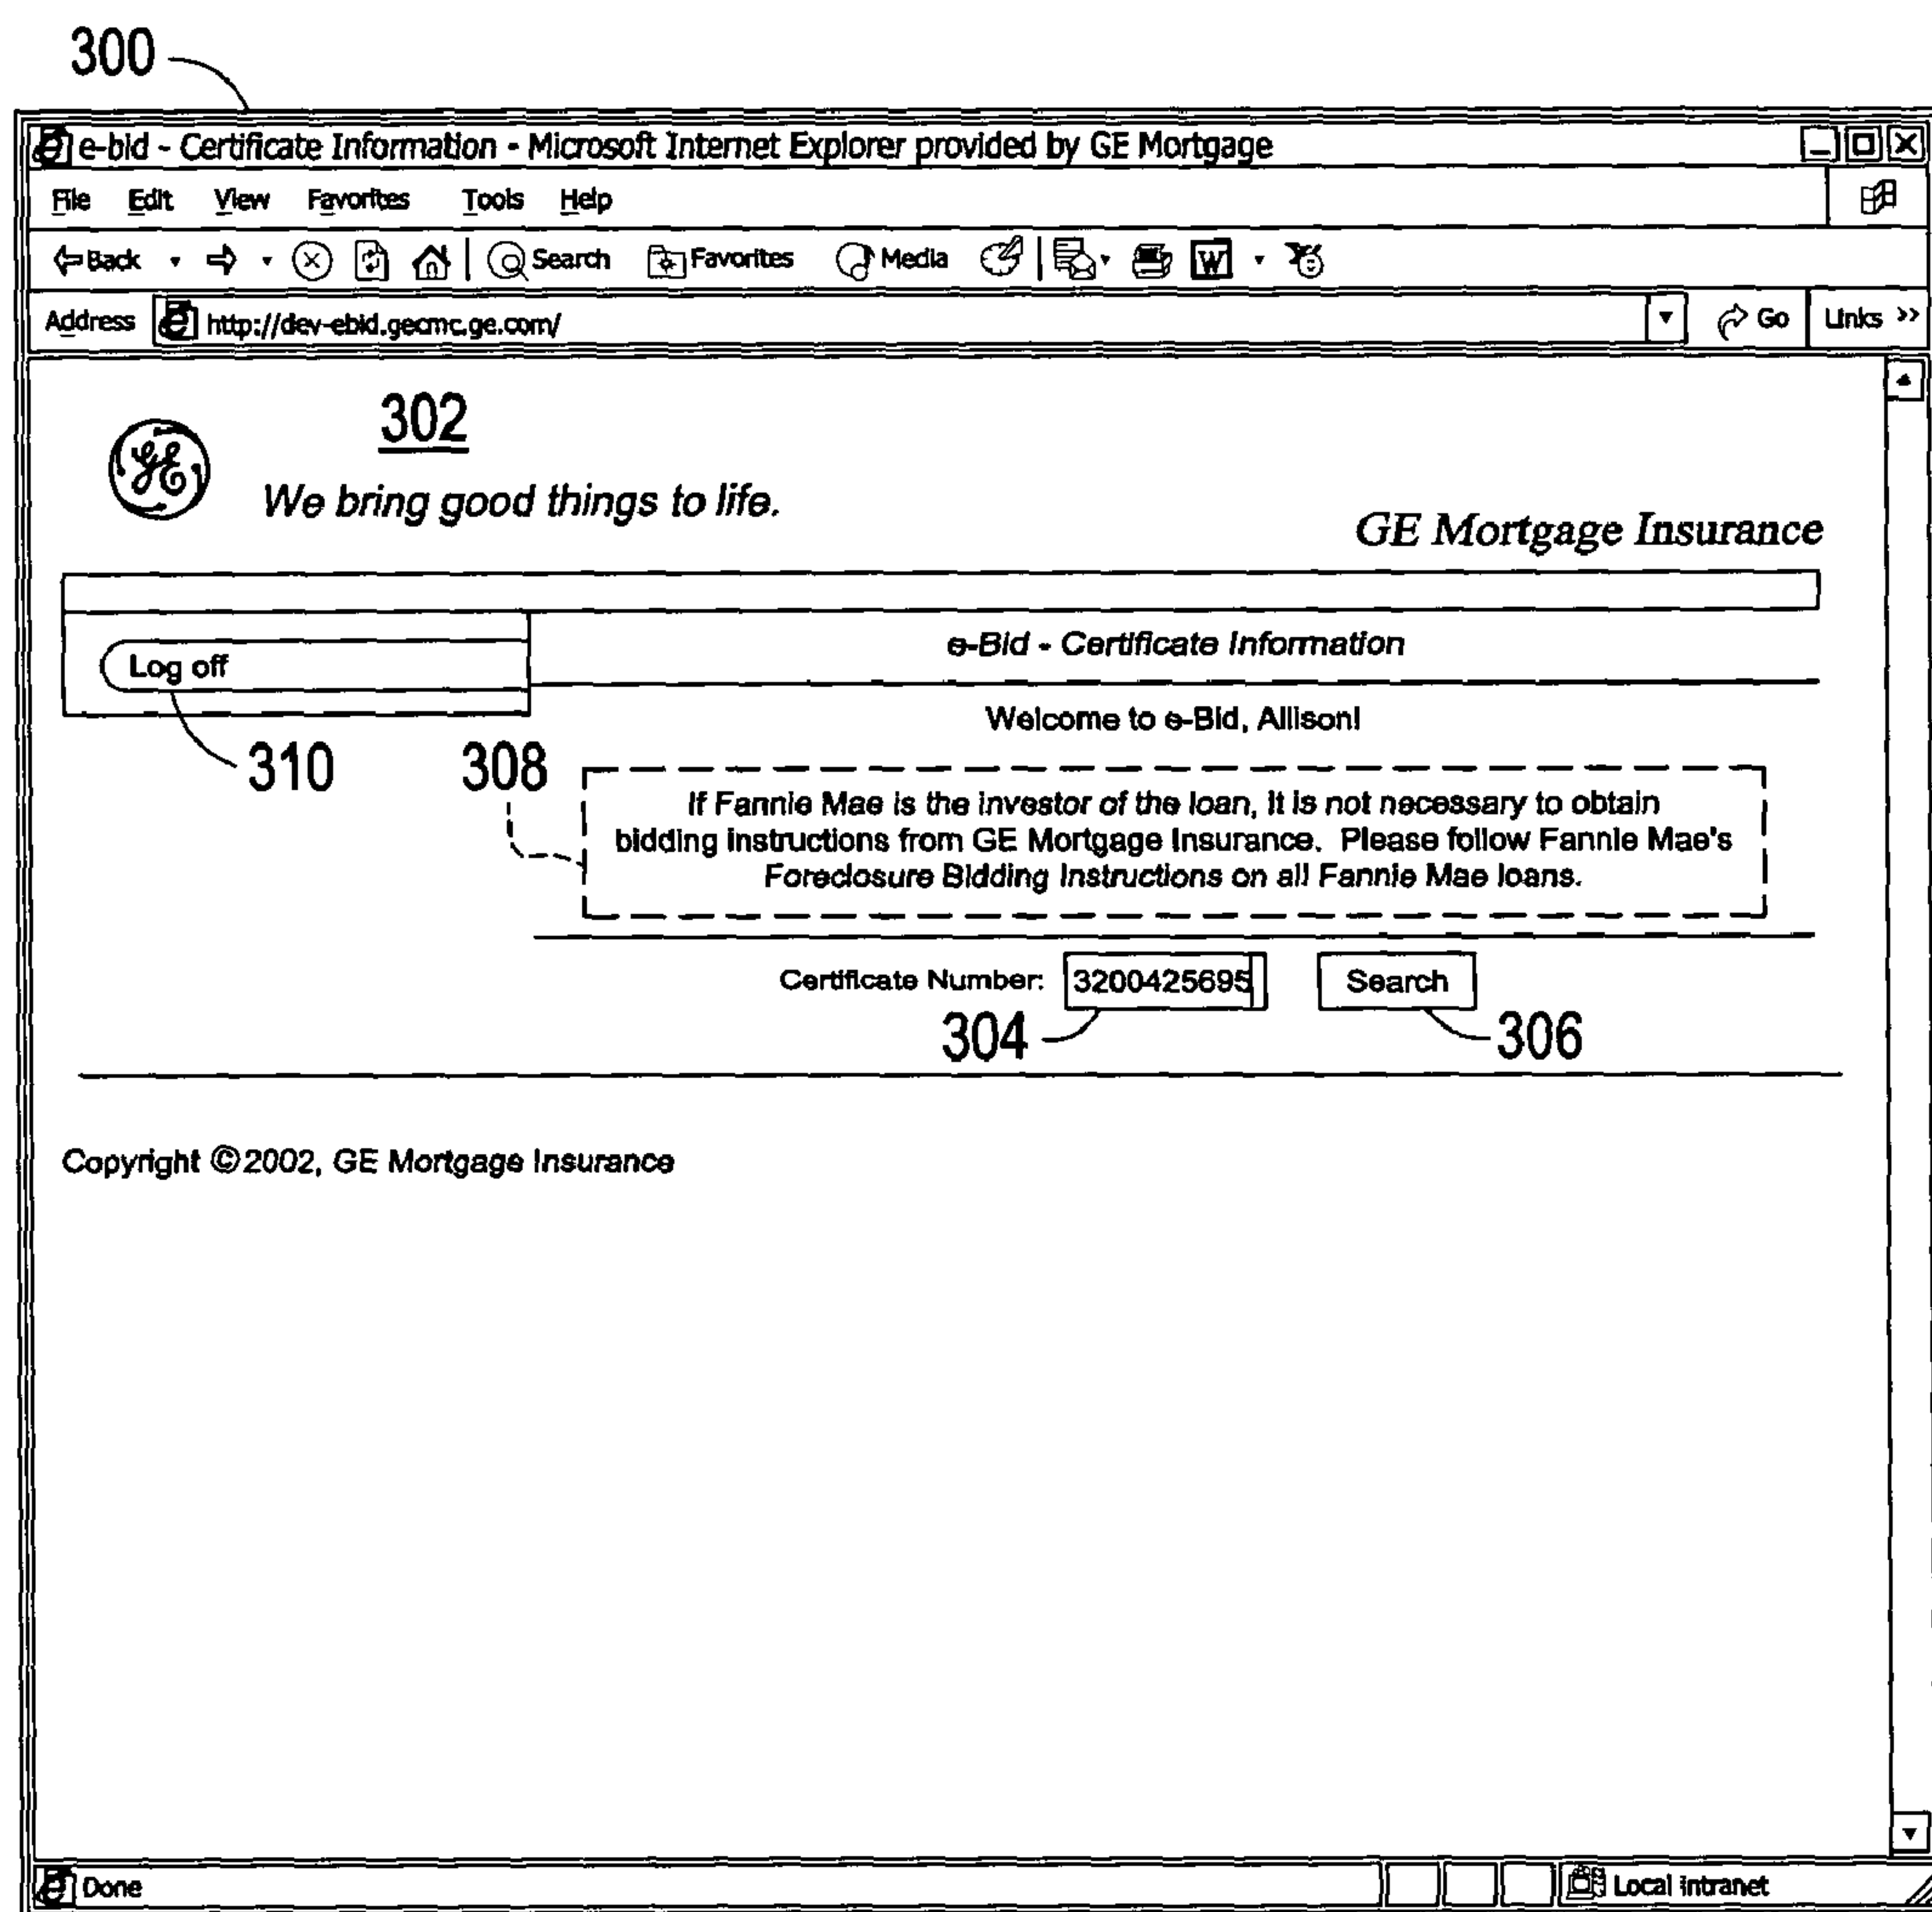 300
e-bid - Certificate Information - Microsoft Internet Explorer provided by GE Mortgage
File Edit View Favorites Tools Help
Back Search Favorites Media W
Address http://dev-ebid.gecmc.ge.com/ Go Links >>
302
GE
We bring good things to life.
GE Mortgage Insurance
e-Bid - Certificate Information
Log off
Welcome to e-Bid, Allison!
310
308
If Fannie Mae is the investor of the loan, it is not necessary to obtain
bidding instructions from GE Mortgage Insurance. Please follow Fannie Mae's
Foreclosure Bidding Instructions on all Fannie Mae loans.
Certificate Number: 3200425695 Search
304
306
Copyright ©2002, GE Mortgage Insurance
Done Local intranet